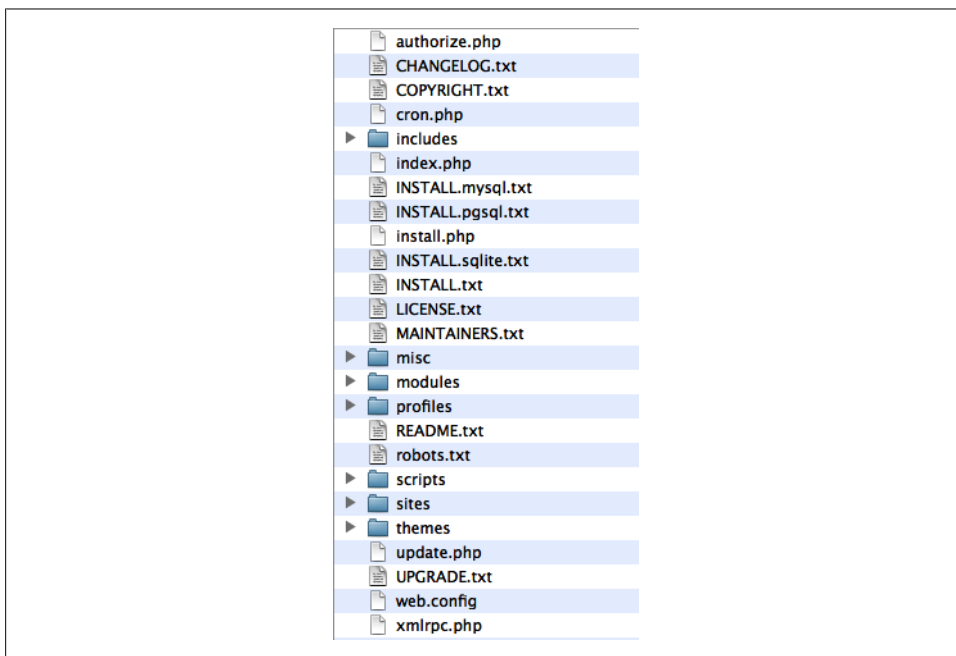 authorize.php
CHANGELOG.txt
COPYRIGHT.txt
cron.php
includes
index.php
INSTALL.mysql.txt
INSTALL.pgsql.txt
install.php
INSTALL.sqlite.txt
INSTALL.txt
LICENSE.txt
MAINTAINERS.txt
misc
modules
profiles
README.txt
robots.txt
scripts
sites
themes
update.php
UPGRADE.txt
web.config
xmlrpc.php